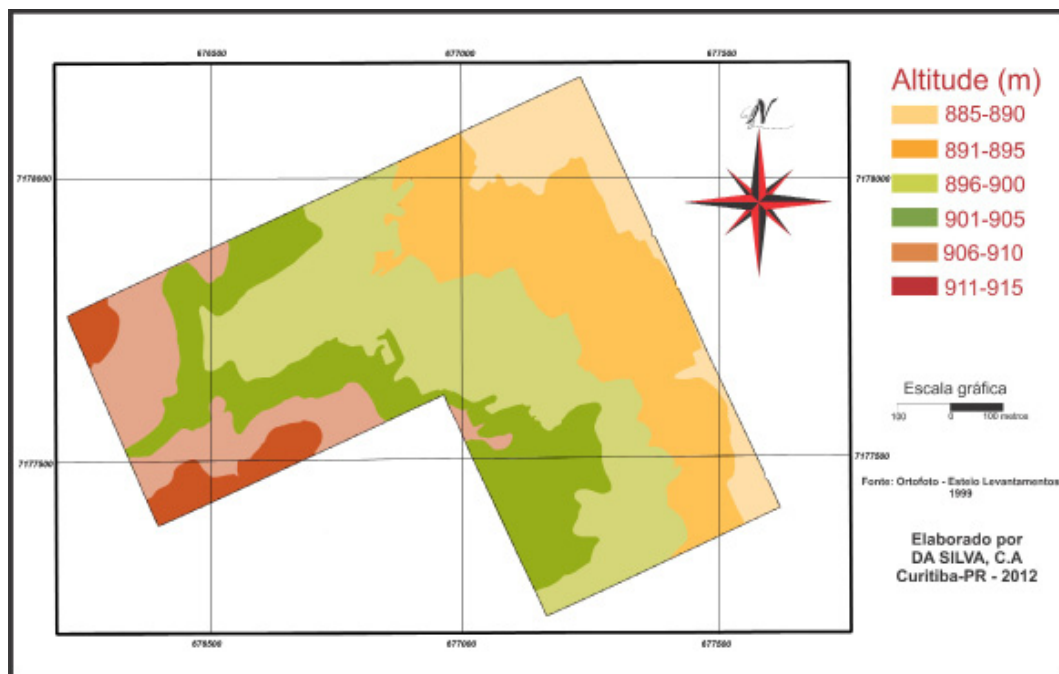 676500 677000 677500
Altitude (m)
885-890
891-895
896-900
901-905
906-910
911-915
N
7178000 7178000
Escala gráfica
100 0 100 metros
7177500 7177500
Fonte: Ortofoto - Esteio Levantamentos
1999
Elaborado por
DA SILVA, C.A
Curitiba-PR - 2012
676500 677000 677500